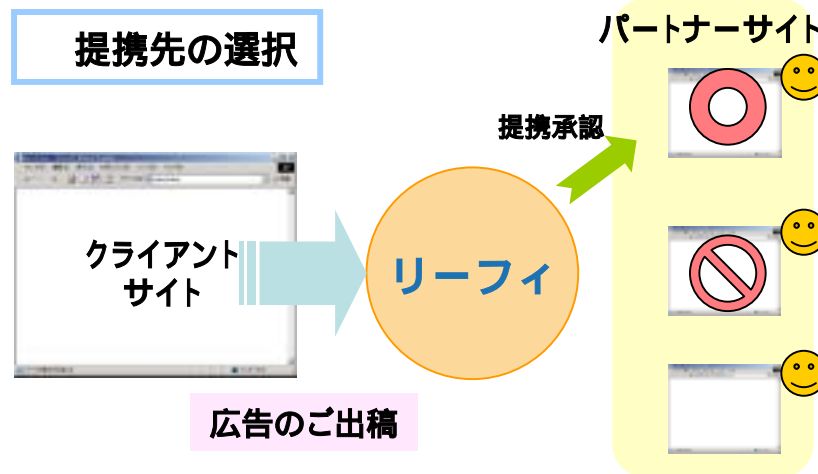 提携先の選択
パートナーサイト
提携承認
クライアント
サイト
リーフィ
広告のご出稿